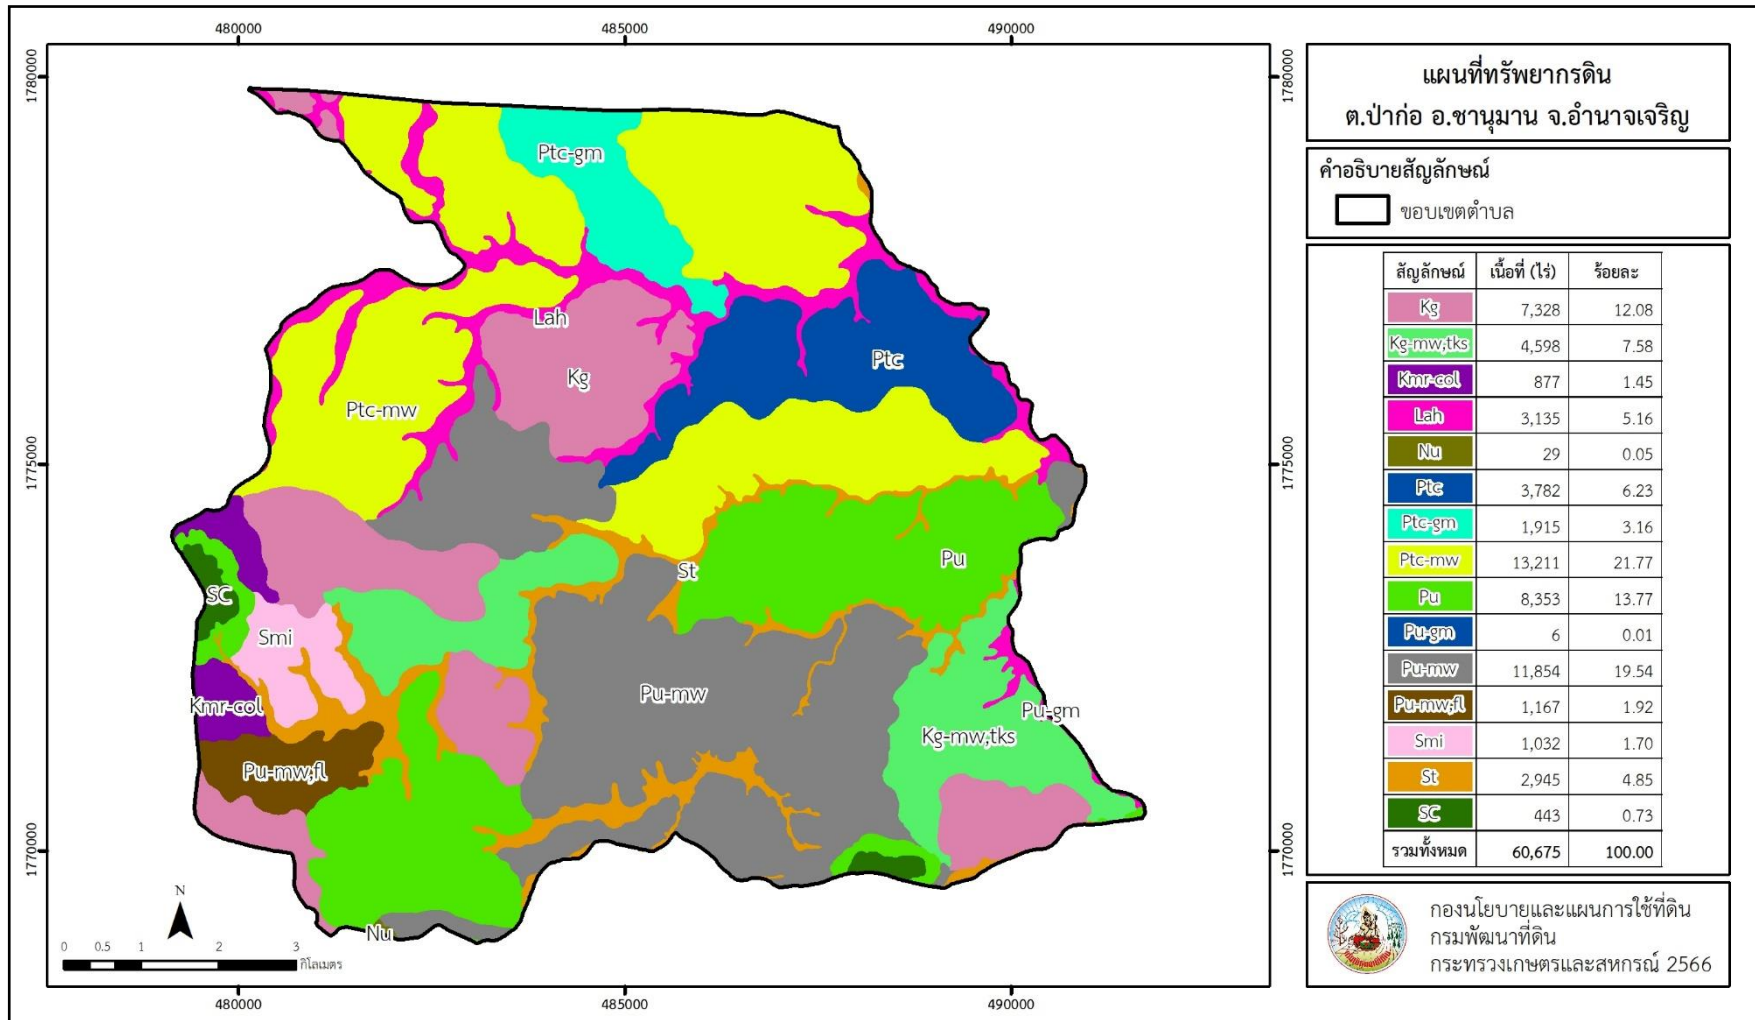 480000 485000 490000
1780000 1780000
1775000 1775000
1770000 1770000
480000 485000 490000
Ptc-gm
Lah
Kg
Ptc
Ptc-mw
Pu
St
SC
Smi
Kmr-col
Pu-mw
Pu-gm
Kg-mw,tks
Pu-mw,fl
Nu
N
0 0.5 1 2 3
กิโลเมตร
แผนที่ทรัพยากรดิน
ต.ป่าก่อ อ.ชานุมาน จ.อำนาจเจริญ
คำอธิบายสัญลักษณ์
ขอบเขตตำบล
สัญลักษณ์ เนื้อที่ (ไร่) ร้อยละ
Kg 7,328 12.08
Kg-mw,tks 4,598 7.58
Kmr-col 877 1.45
Lah 3,135 5.16
Nu 29 0.05
Ptc 3,782 6.23
Ptc-gm 1,915 3.16
Ptc-mw 13,211 21.77
Pu 8,353 13.77
Pu-gm 6 0.01
Pu-mw 11,854 19.54
Pu-mw,fl 1,167 1.92
Smi 1,032 1.70
St 2,945 4.85
SC 443 0.73
รวมทั้งหมด 60,675 100.00
กองนโยบายและแผนการใช้ที่ดิน
กรมพัฒนาที่ดิน
กระทรวงเกษตรและสหกรณ์ 2566